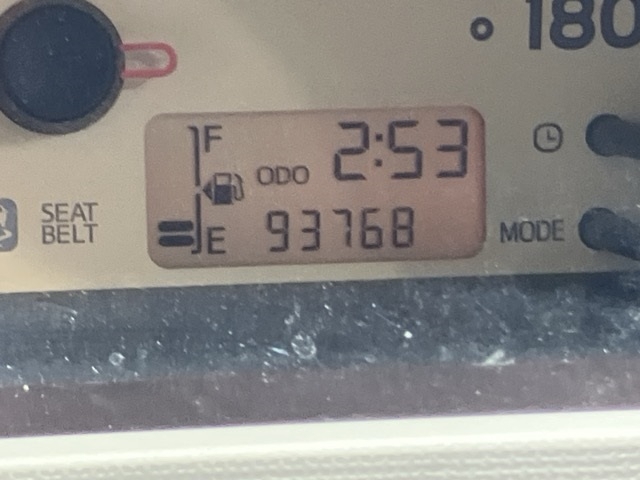 180
F
2:53
ODO
SEAT
BELT
E
93768
MODE